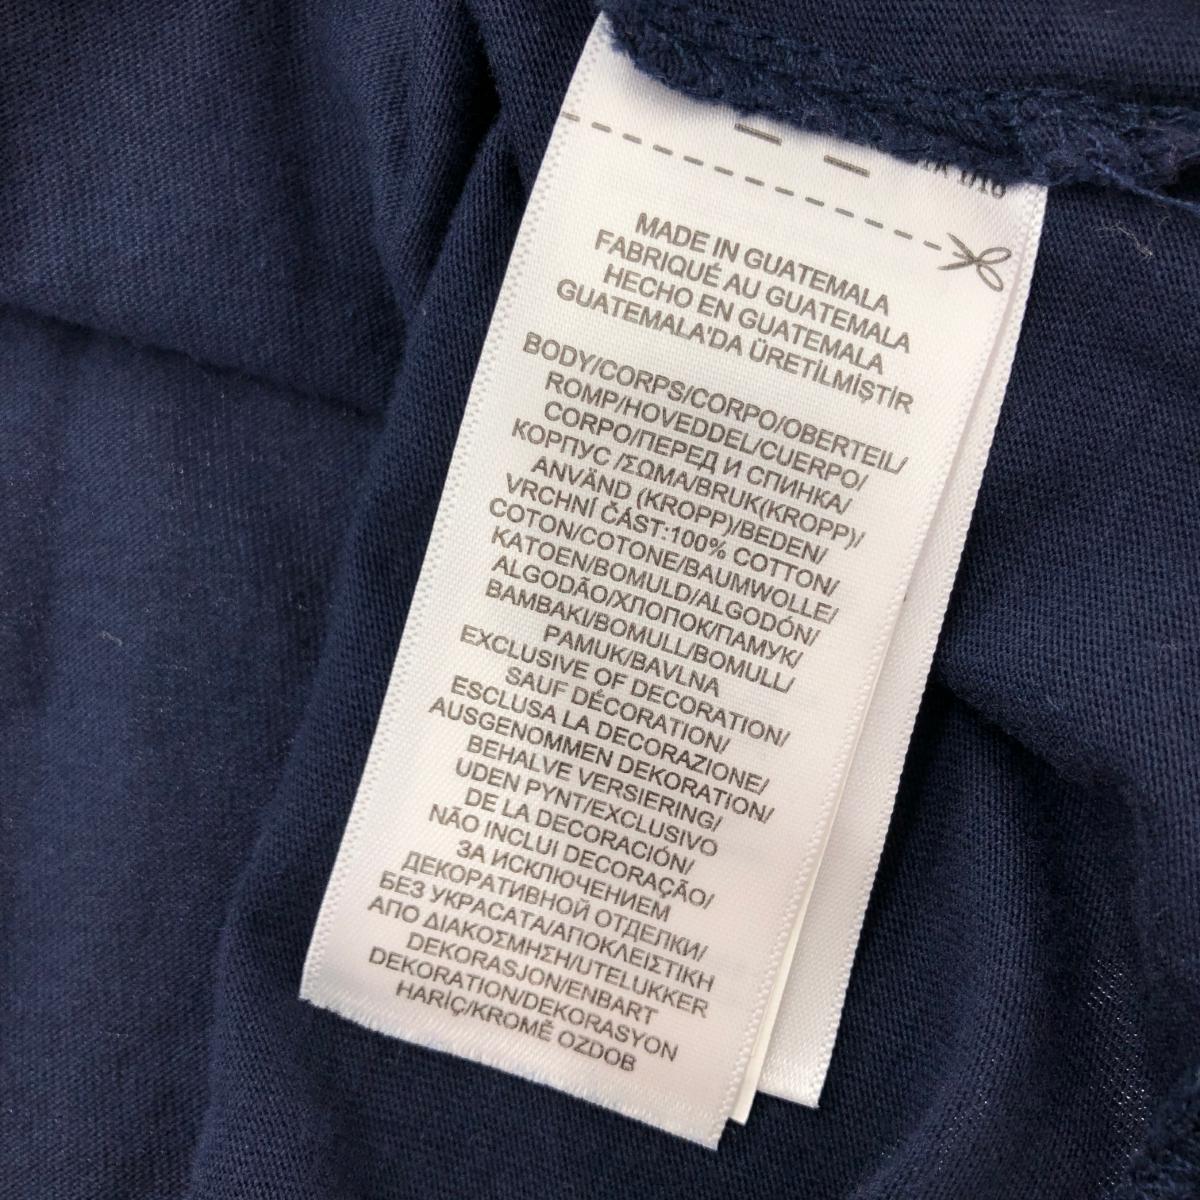 MADE IN GUATEMALA
FABRIQUÉ AU GUATEMALA
HECHO EN GUATEMALA
GUATEMALA'DA ÜRETİLMİŞTİR
BODY/CORPS/CORPO/OBERTEIL/
ROMP/HOVEDDEL/CUERPO/
CORPO/ПЕРЕД И СПИНКА/
КОРПУС /ΣΩΜΑ/BRUK(KROPP)/
ANVÄND (KROPP)/BEDEN/
VRCHNÍ ČÁST:100% COTTON/
COTON/COTONE/BAUMWOLLE/
KATOEN/BOMULD/ALGODÓN/
ALGODÃO/ХЛОПОК/ПАМУК/
BAMBAKI/BOMULL/BOMULL/
PAMUK/BAVLNA
EXCLUSIVE OF DECORATION/
SAUF DÉCORATION/
ESCLUSA LA DECORAZIONE/
AUSGENOMMEN DEKORATION/
BEHALVE VERSIERING/
UDEN PYNT/EXCLUSIVO
DE LA DECORACIÓN/
NÃO INCLUI DECORAÇÃO/
ЗА ИСКЛЮЧЕНИЕМ
ДЕКОРАТИВНОЙ ОТДЕЛКИ/
БЕЗ УКРАСАТА/ΑΠΟΚΛΕΙΣΤΙΚΗ
ΑΠΟ ΔΙΑΚΟΣΜΗΣΗ/UTELUKKER
DEKORASJON/ENBART
DEKORATION/DEKORASYON
HARİÇ/KROMĚ OZDOB